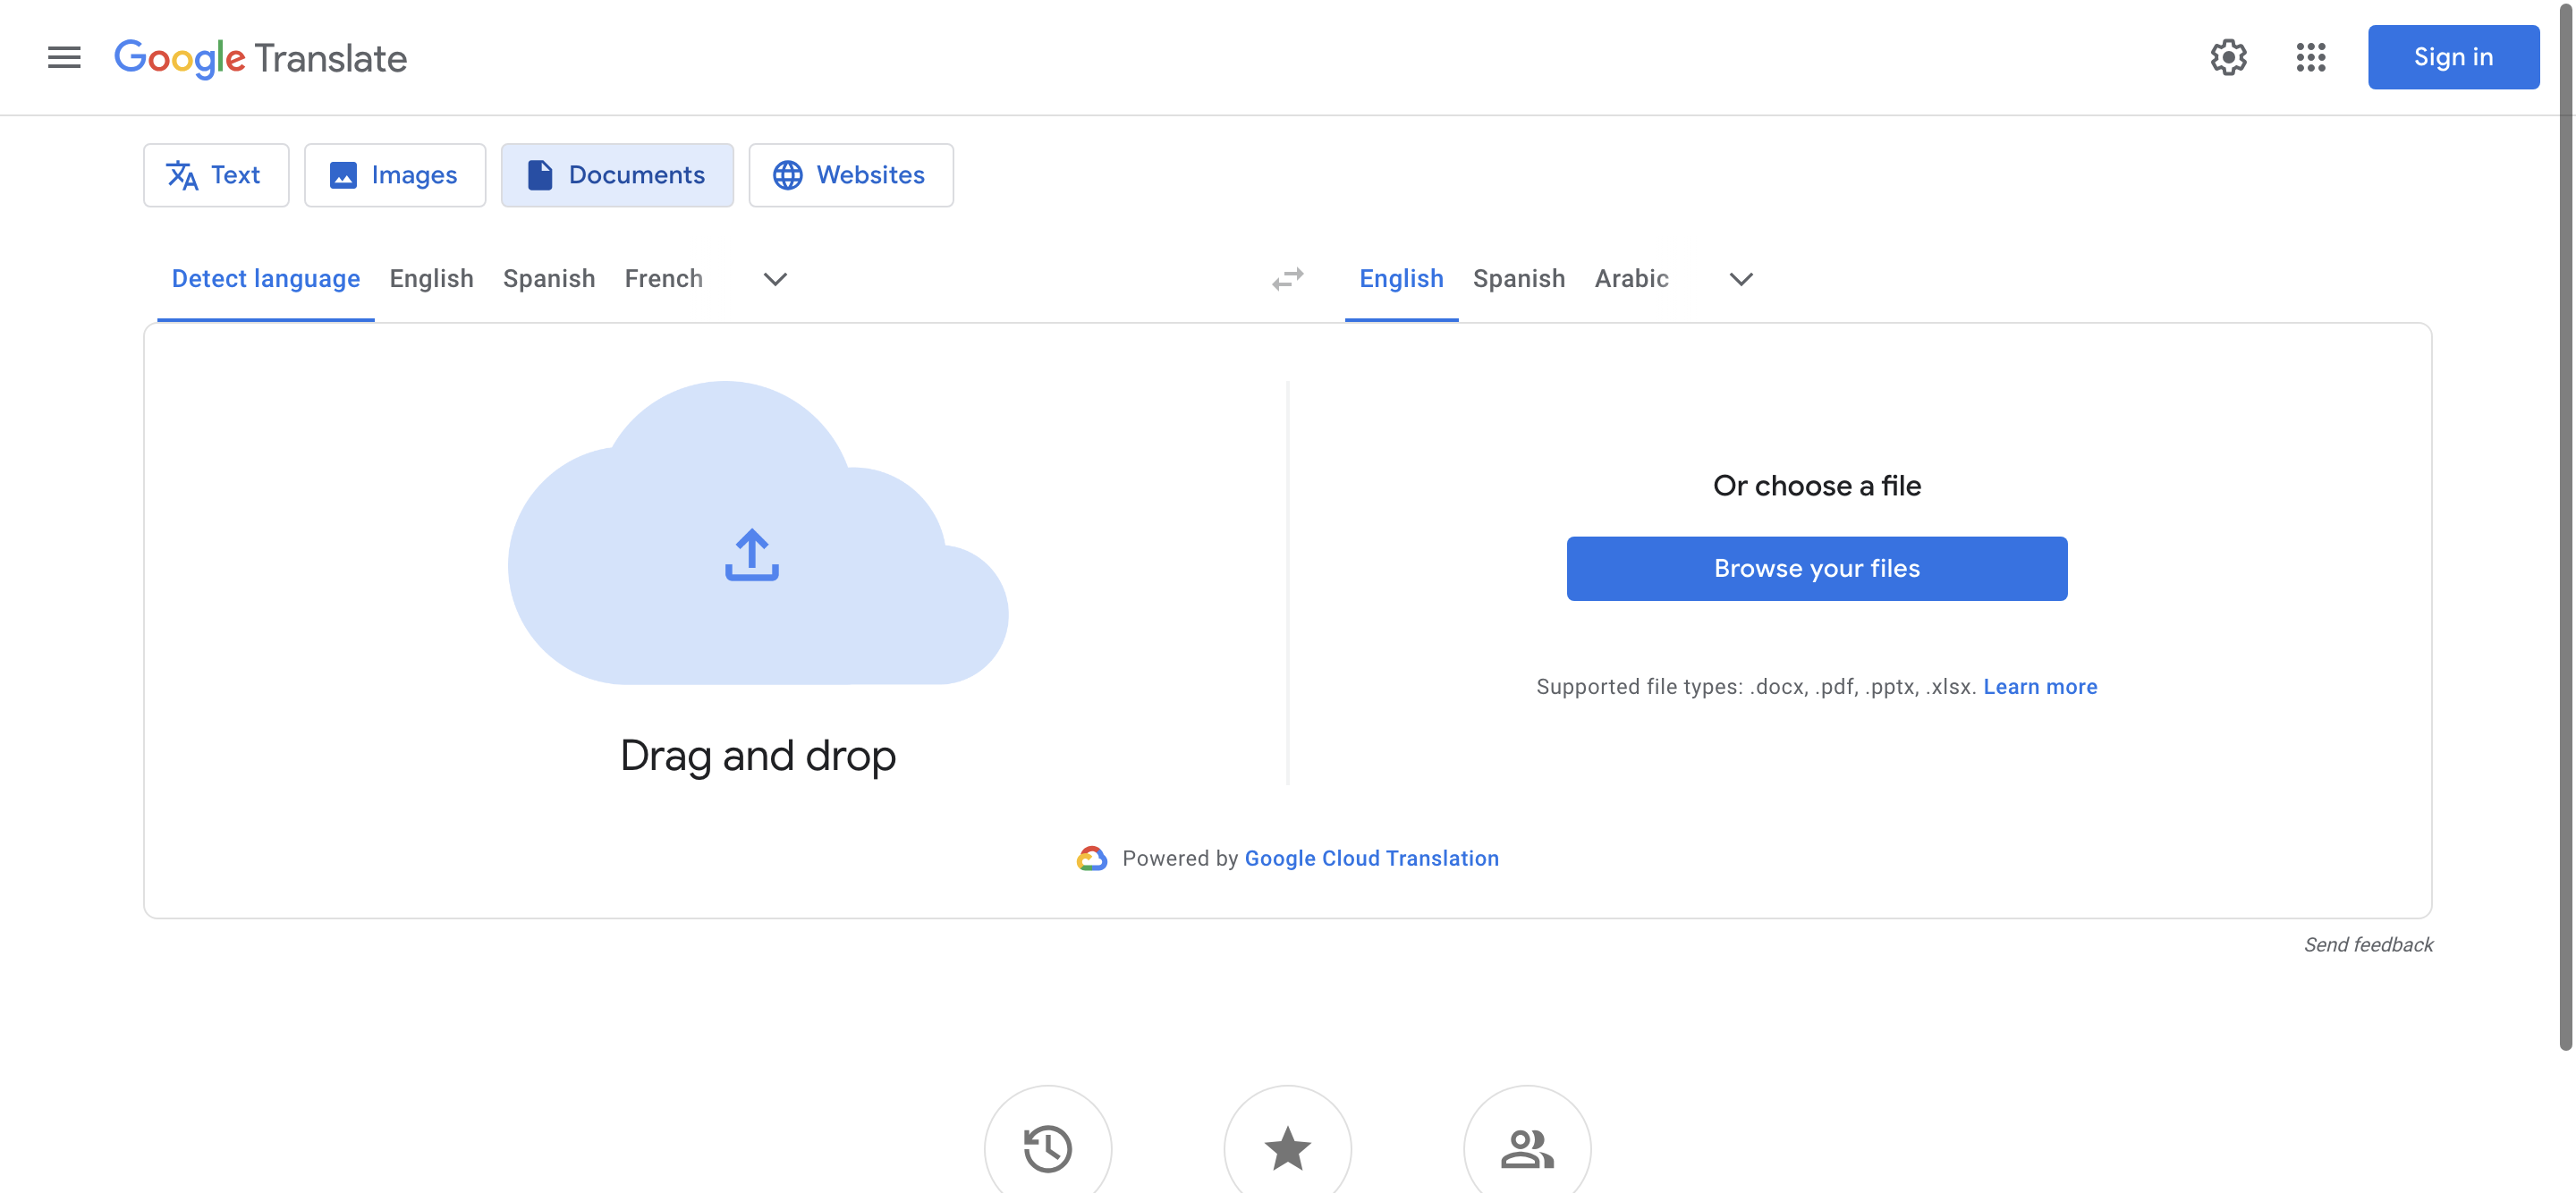 Google Translate
Sign in
Text
Images
Documents
Websites
Detect language
English
Spanish
French
English
Spanish
Arabic
Drag and drop
Or choose a file
Browse your files
Supported file types: .docx, .pdf, .pptx, .xlsx. Learn more
Powered by Google Cloud Translation
Send feedback